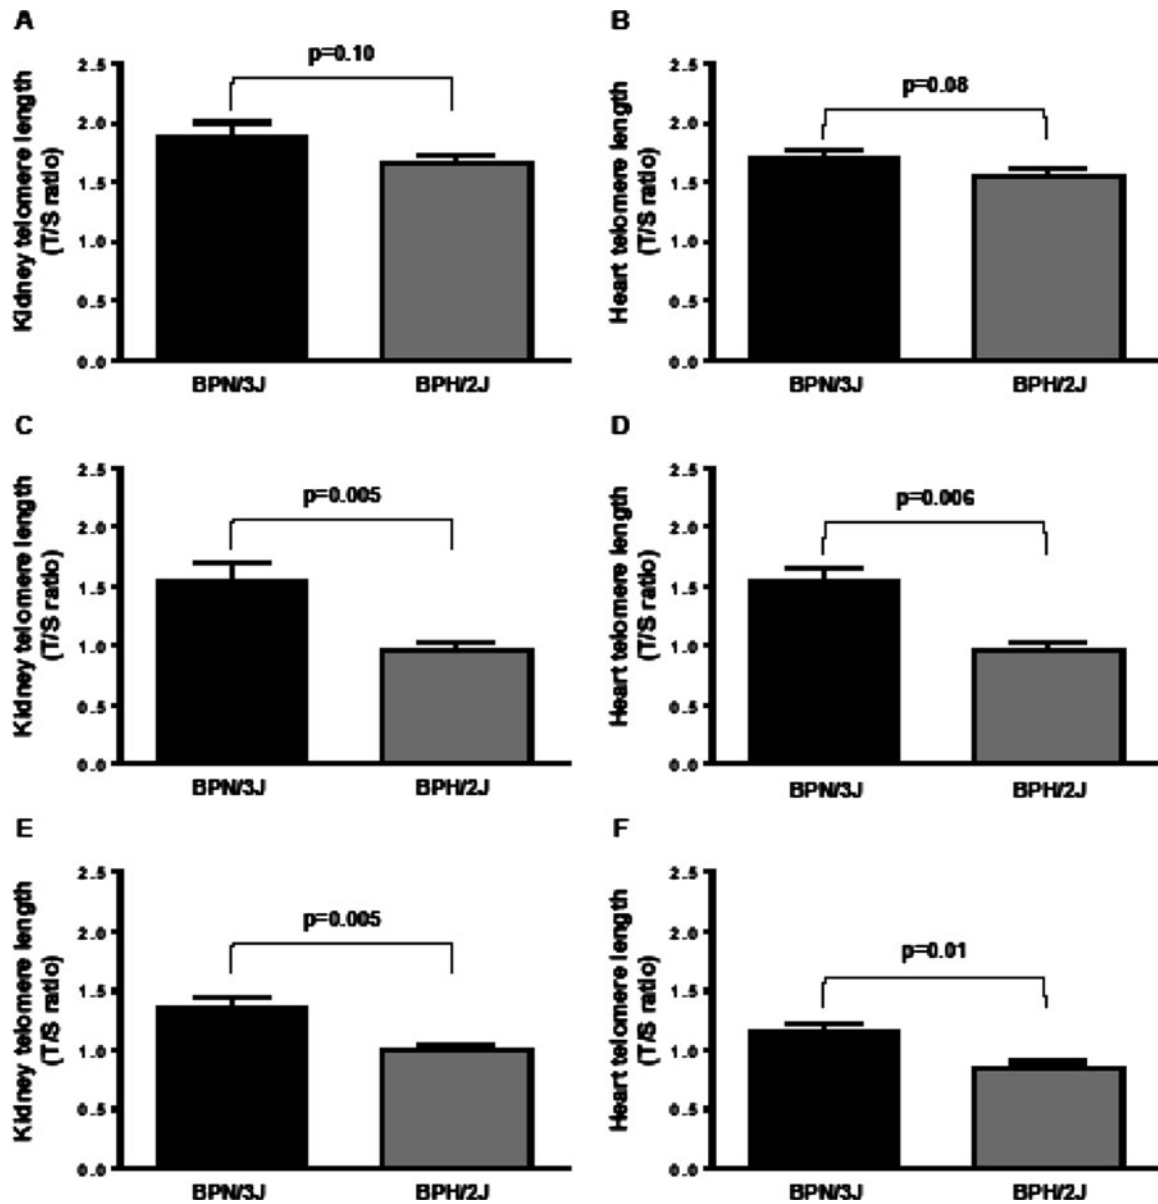 A
p=0.10
Kidney telomere length
(T/S ratio)
2.5
2.0
1.5
1.0
0.5
0.0
BPN/3J
BPH/2J
B
p=0.08
Heart telomere length
(T/S ratio)
2.5
2.0
1.5
1.0
0.5
0.0
BPN/3J
BPH/2J
C
p=0.005
Kidney telomere length
(T/S ratio)
2.5
2.0
1.5
1.0
0.5
0.0
BPN/3J
BPH/2J
D
p=0.006
Heart telomere length
(T/S ratio)
2.5
2.0
1.5
1.0
0.5
0.0
BPN/3J
BPH/2J
E
p=0.005
Kidney telomere length
(T/S ratio)
2.5
2.0
1.5
1.0
0.5
0.0
BPN/3J
BPH/2J
F
p=0.01
Heart telomere length
(T/S ratio)
2.5
2.0
1.5
1.0
0.5
0.0
BPN/3J
BPH/2J